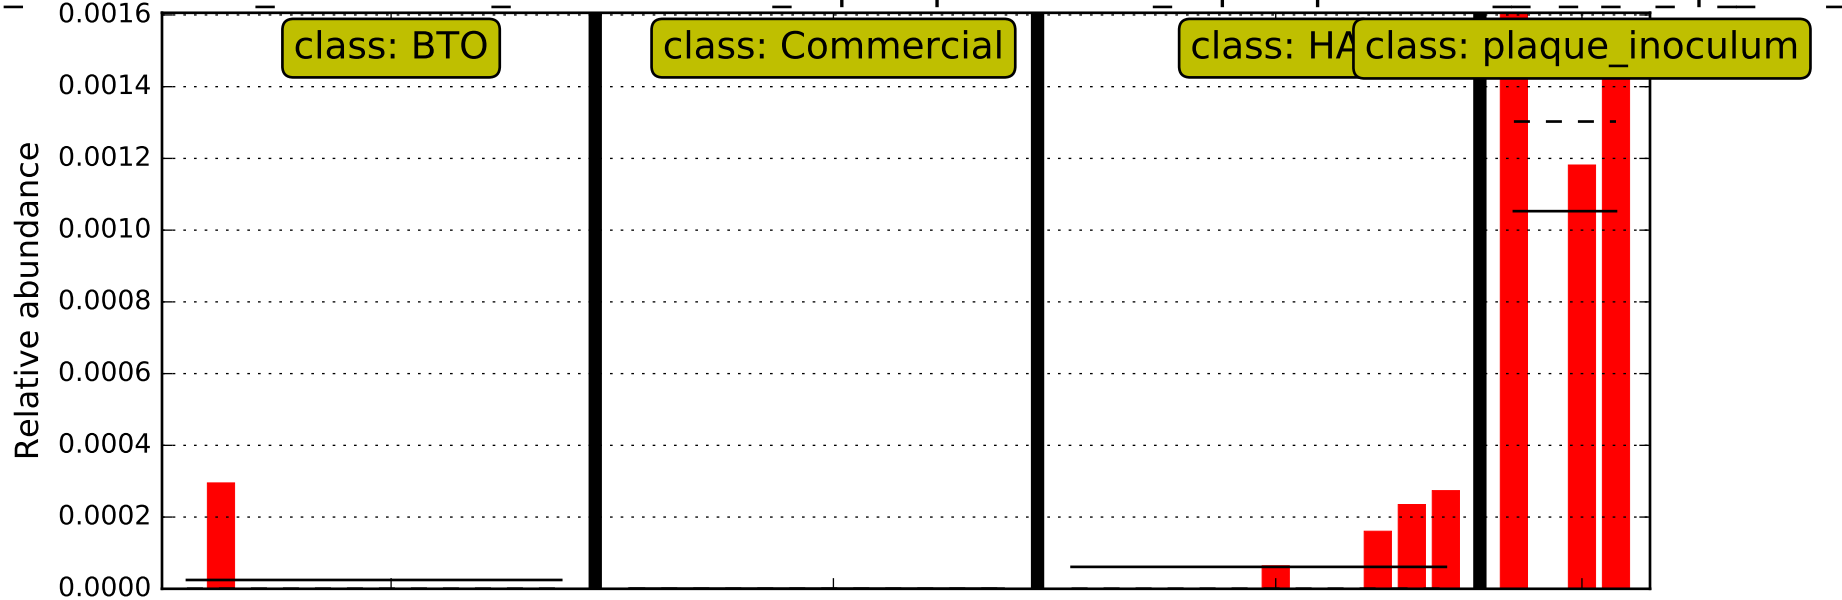 0.0016
class: BTO
class: Commercial
class: HA
class: plaque_inoculum
0.0014
0.0012
0.0010
0.0008
0.0006
0.0004
0.0002
0.0000
Relative abundance